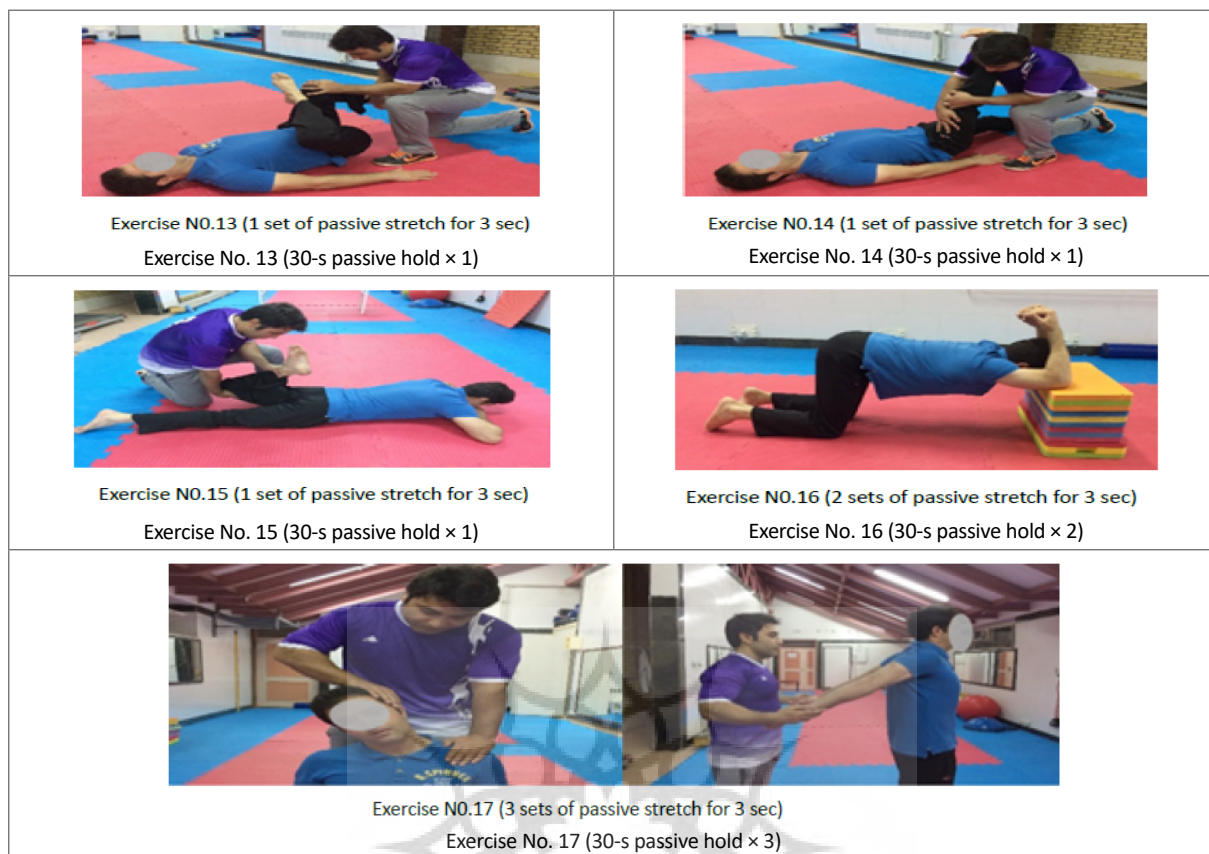 Exercise N0.13 (1 set of passive stretch for 3 sec)
Exercise No. 13 (30-s passive hold × 1)
Exercise N0.14 (1 set of passive stretch for 3 sec)
Exercise No. 14 (30-s passive hold × 1)
Exercise N0.15 (1 set of passive stretch for 3 sec)
Exercise No. 15 (30-s passive hold × 1)
Exercise N0.16 (2 sets of passive stretch for 3 sec)
Exercise No. 16 (30-s passive hold × 2)
Exercise N0.17 (3 sets of passive stretch for 3 sec)
Exercise No. 17 (30-s passive hold × 3)